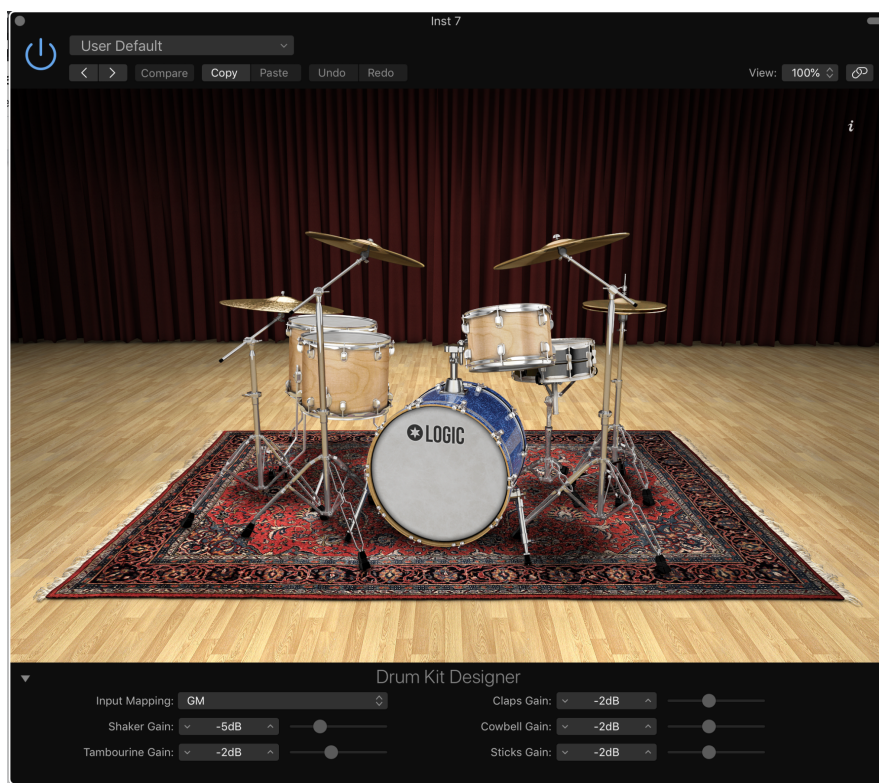 Inst 7
User Default
Compare Copy Paste Undo Redo View: 100%
i
LOGIC
Drum Kit Designer
Input Mapping: GM Claps Gain: -2dB
Shaker Gain: -5dB Cowbell Gain: -2dB
Tambourine Gain: -2dB Sticks Gain: -2dB